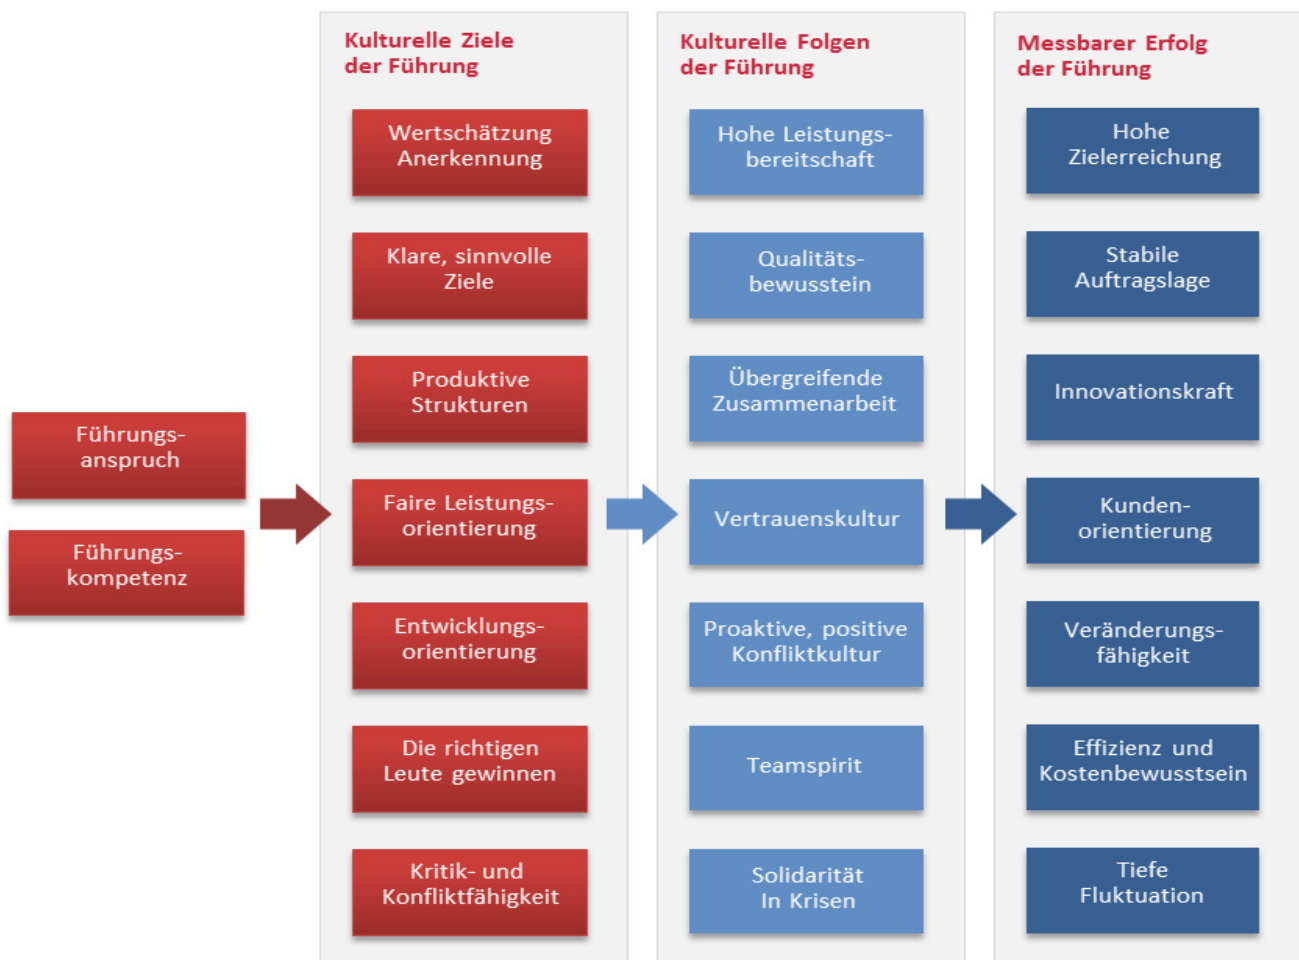 Führungs-
anspruch
Führungs-
kompetenz
Kulturelle Ziele
der Führung
Wertschätzung
Anerkennung
Klare, sinnvolle
Ziele
Produktive
Strukturen
Faire Leistungs-
orientierung
Entwicklungs-
orientierung
Die richtigen
Leute gewinnen
Kritik- und
Konfliktfähigkeit
Kulturelle Folgen
der Führung
Hohe Leistungs-
bereitschaft
Qualitäts-
bewusstein
Übergreifende
Zusammenarbeit
Vertrauenskultur
Proaktive, positive
Konfliktkultur
Teamspirit
Solidarität
In Krisen
Messbarer Erfolg
der Führung
Hohe
Zielerreichung
Stabile
Auftragslage
Innovationskraft
Kunden-
orientierung
Veränderungs-
fähigkeit
Effizienz und
Kostenbewusstsein
Tiefe
Fluktuation